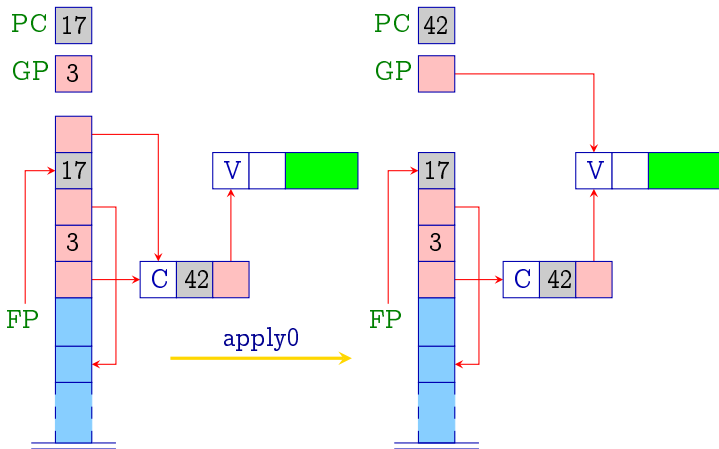 PC 17 PC 42
GP 3 GP
17 V 17 V
3 3
C 42 C 42
FP FP
apply0